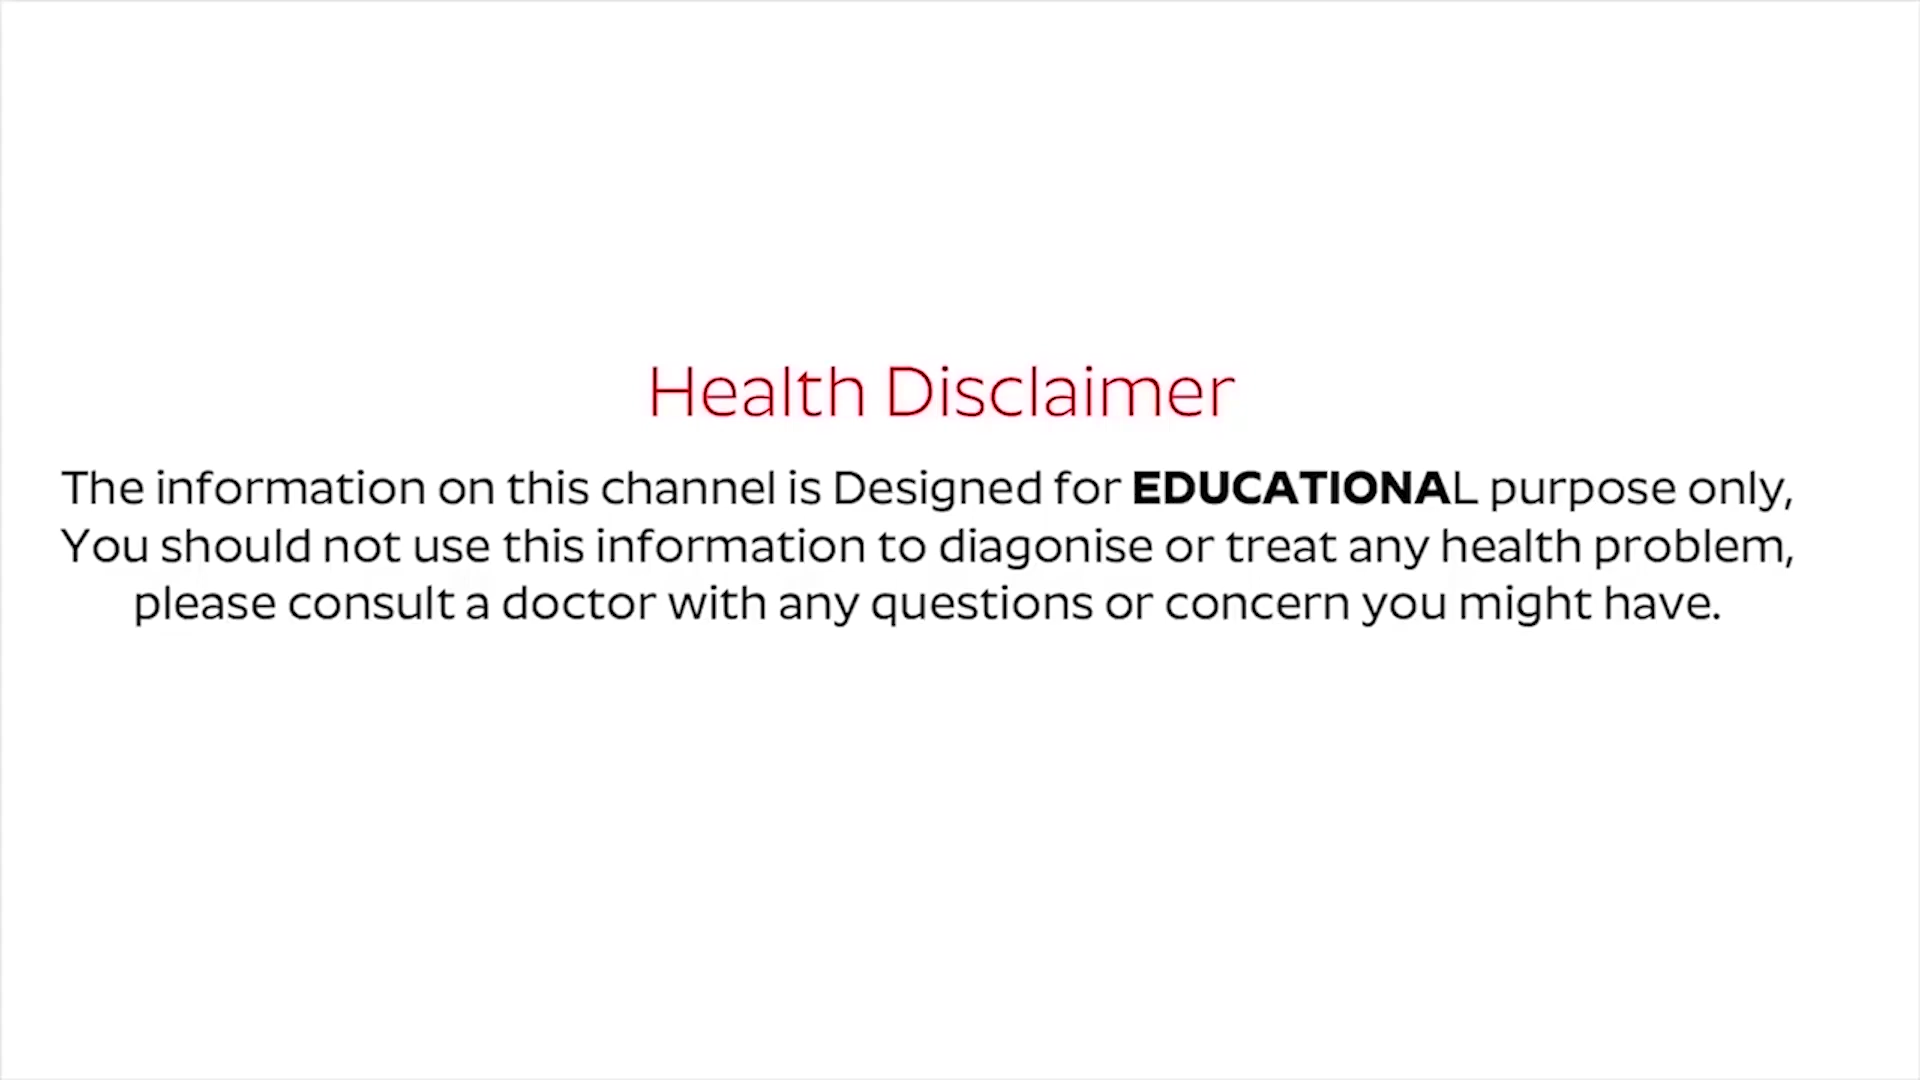 Health Disclaimer
The information on this channel is Designed for EDUCATIONAL purpose only,
You should not use this information to diagonise or treat any health problem,
please consult a doctor with any questions or concern you might have.